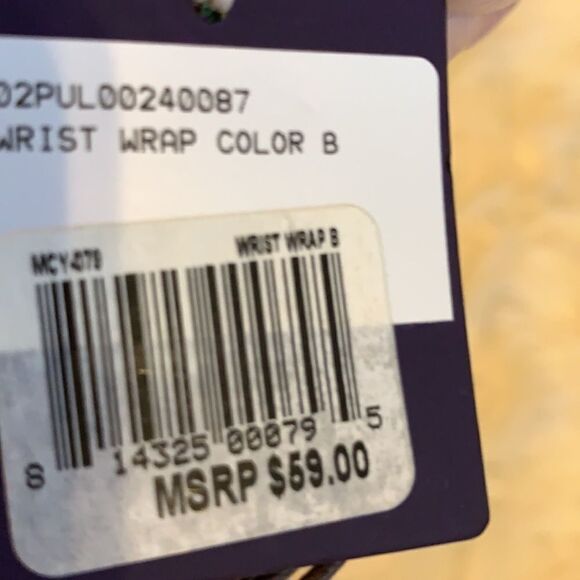 02PUL00240087
WRIST WRAP COLOR B
MCY-079 WRIST WRAP B
8 14325 00079 5
MSRP $59.00